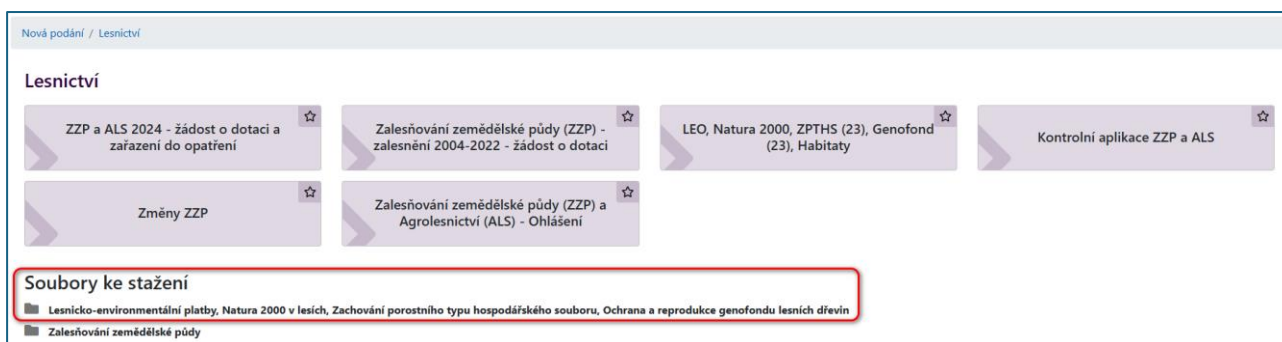 Nová podání / Lesnictví
Lesnictví
ZZP a ALS 2024 - žádost o dotaci a
zařazení do opatření
Zalesňování zemědělské půdy (ZZP) -
zalesnění 2004-2022 - žádost o dotaci
LEO, Natura 2000, ZPTHS (23), Genofond
(23), Habitaty
Kontrolní aplikace ZZP a ALS
Změny ZZP
Zalesňování zemědělské půdy (ZZP) a
Agrolesnictví (ALS) - Ohlášení
Soubory ke stažení
Lesnicko-environmentální platby, Natura 2000 v lesích, Zachování porostního typu hospodářského souboru, Ochrana a reprodukce genofondu lesních dřevin
Zalesňování zemědělské půdy